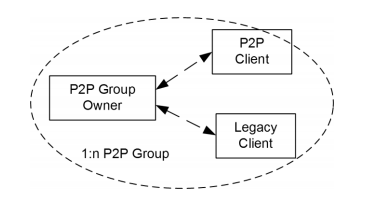 P2P
Client
P2P Group
Owner
Legacy
Client
1:n P2P Group